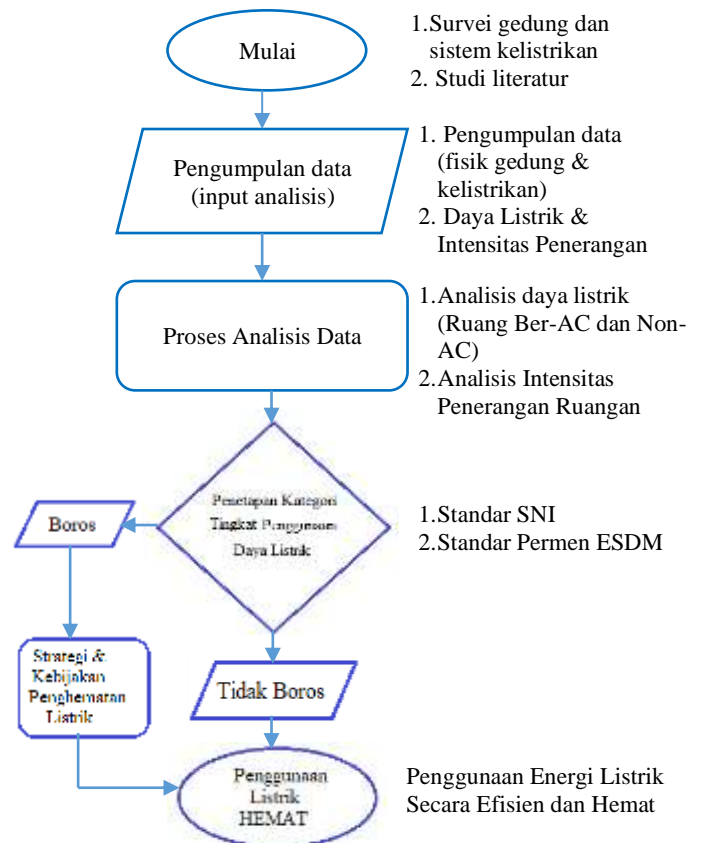 Mulai
1.Survei gedung dan
sistem kelistrikan
2. Studi literatur
Pengumpulan data
(input analisis)
1. Pengumpulan data
(fisik gedung &
kelistrikan)
2. Daya Listrik &
Intensitas Penerangan
Proses Analisis Data
1.Analisis daya listrik
(Ruang Ber-AC dan Non-
AC)
2.Analisis Intensitas
Penerangan Ruangan
Penetapan Kategori
Tingkat Penggunaan
Daya Listrik
1.Standar SNI
2.Standar Permen ESDM
Boros
Strategi &
Kebijakan
Penghematan
Listrik
Tidak Boros
Penggunaan
Listrik
HEMAT
Penggunaan Energi Listrik
Secara Efisien dan Hemat